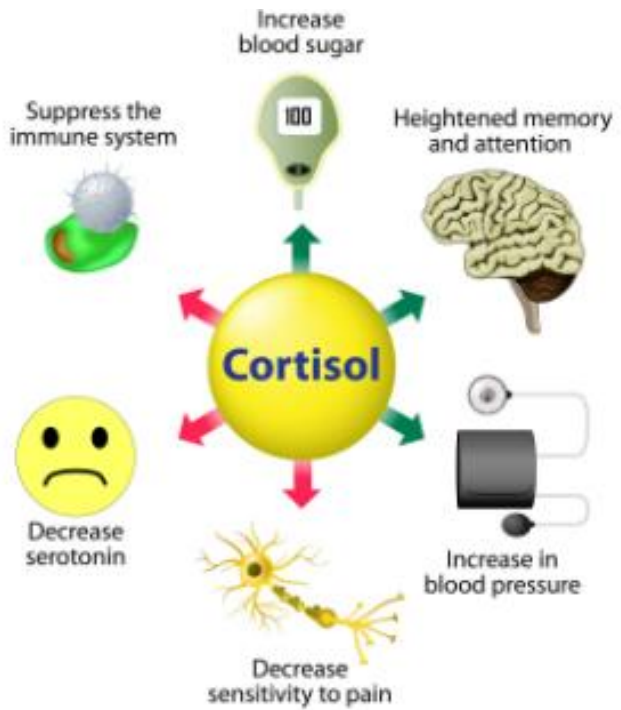 Increase
blood sugar
100
Suppress the
immune system
Heightened memory
and attention
Cortisol
Decrease
serotonin
Increase in
blood pressure
Decrease
sensitivity to pain